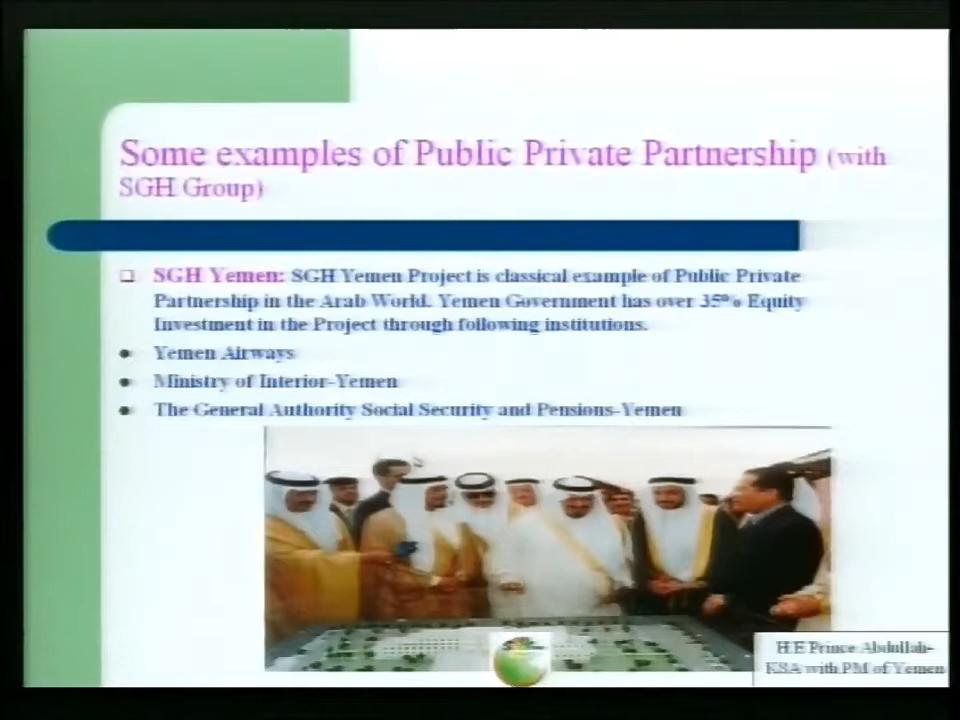 Some examples of Public Private Partnership (with
SGH Group)
SGH Yemen: SGH Yemen Project is classical example of Public Private
Partnership in the Arab World. Yemen Government has over 35% Equity
Investment in the Project through following institutions.
Yemen Airways
Ministry of Interior-Yemen
The General Authority Social Security and Pensions-Yemen
H.E Prince Abdullah-
KSA with PM of Yemen